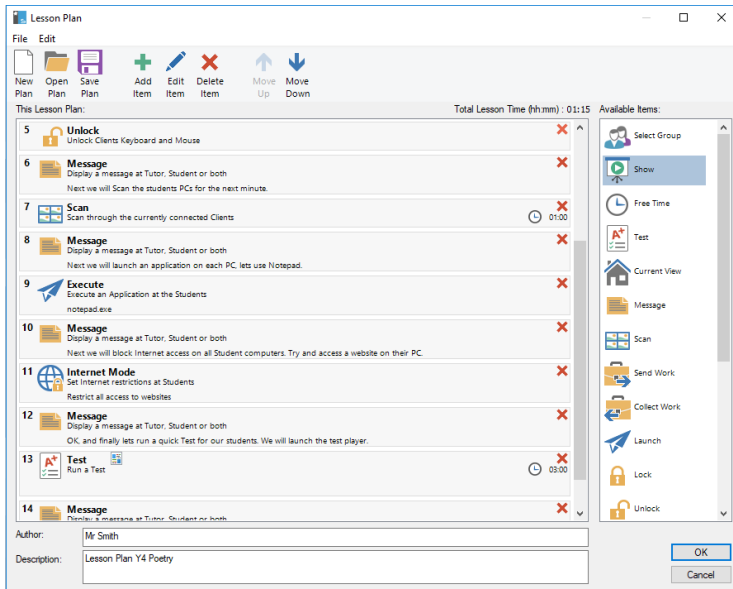 Lesson Plan
File Edit
New Plan
Open Plan
Save Plan
Add Item
Edit Item
Delete Item
Move Up
Move Down
This Lesson Plan:
Total Lesson Time (hh:mm) : 01:15
Available Items:
5 Unlock
Unlock Clients Keyboard and Mouse
6 Message
Display a message at Tutor, Student or both
Next we will Scan the students PCs for the next minute.
7 Scan
Scan through the currently connected Clients
01:00
8 Message
Display a message at Tutor, Student or both
Next we will launch an application on each PC, lets use Notepad.
9 Execute
Execute an Application at the Students
notepad.exe
10 Message
Display a message at Tutor, Student or both
Next we will block Internet access on all Student computers. Try and access a website on their PC.
11 Internet Mode
Set Internet restrictions at Students
Restrict all access to websites
12 Message
Display a message at Tutor, Student or both
OK, and finally lets run a quick Test for our students. We will launch the test player.
13 Test
Run a Test
03:00
14 Message
Display a message at Tutor, Student or both
Select Group
Show
Free Time
A+ Test
Current View
Message
Scan
Send Work
Collect Work
Launch
Lock
Unlock
Author: Mr Smith
Description: Lesson Plan Y4 Poetry
OK
Cancel